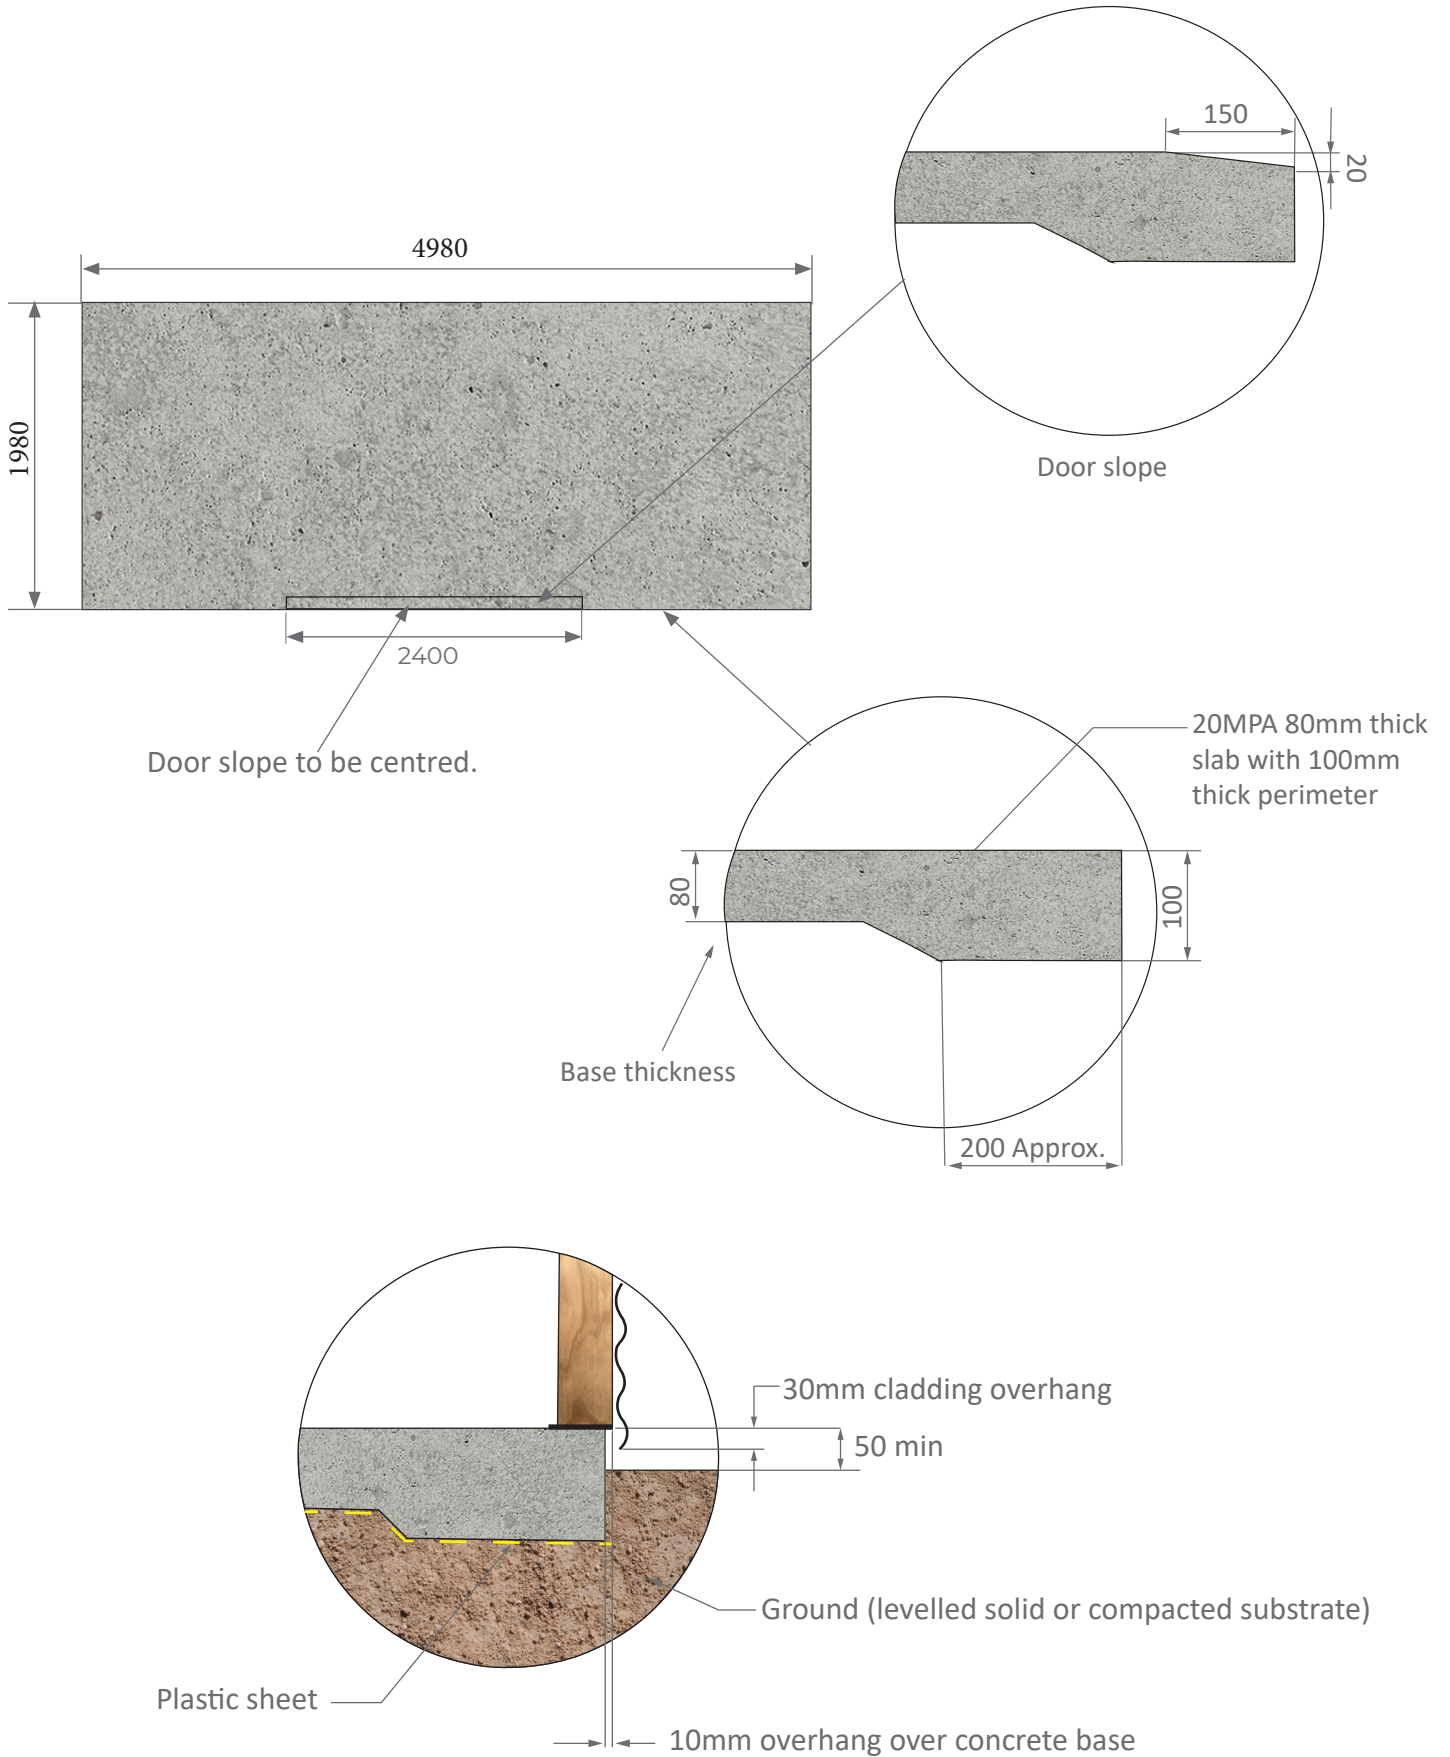 150
20
Door slope
4980
1980
2400
Door slope to be centred.
20MPA 80mm thick
slab with 100mm
thick perimeter
80
100
Base thickness
200 Approx.
30mm cladding overhang
50 min
Ground (levelled solid or compacted substrate)
Plastic sheet
10mm overhang over concrete base